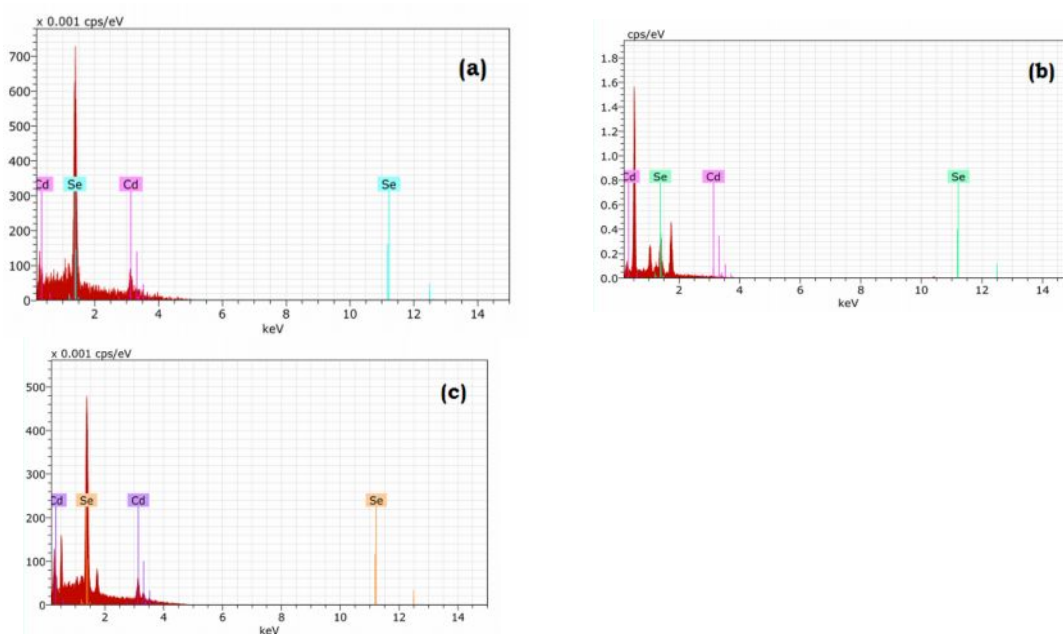 x 0.001 cps/eV
(a)
700
600
500
400
300
200
100
0
Cd Se Cd Se
2 4 6 8 10 12 14
keV
cps/eV
(b)
1.8
1.6
1.4
1.2
1.0
0.8
0.6
0.4
0.2
0.0
Cd Se Cd Se
2 4 6 8 10 12 14
keV
x 0.001 cps/eV
(c)
500
400
300
200
100
0
Cd Se Cd Se
2 4 6 8 10 12 14
keV